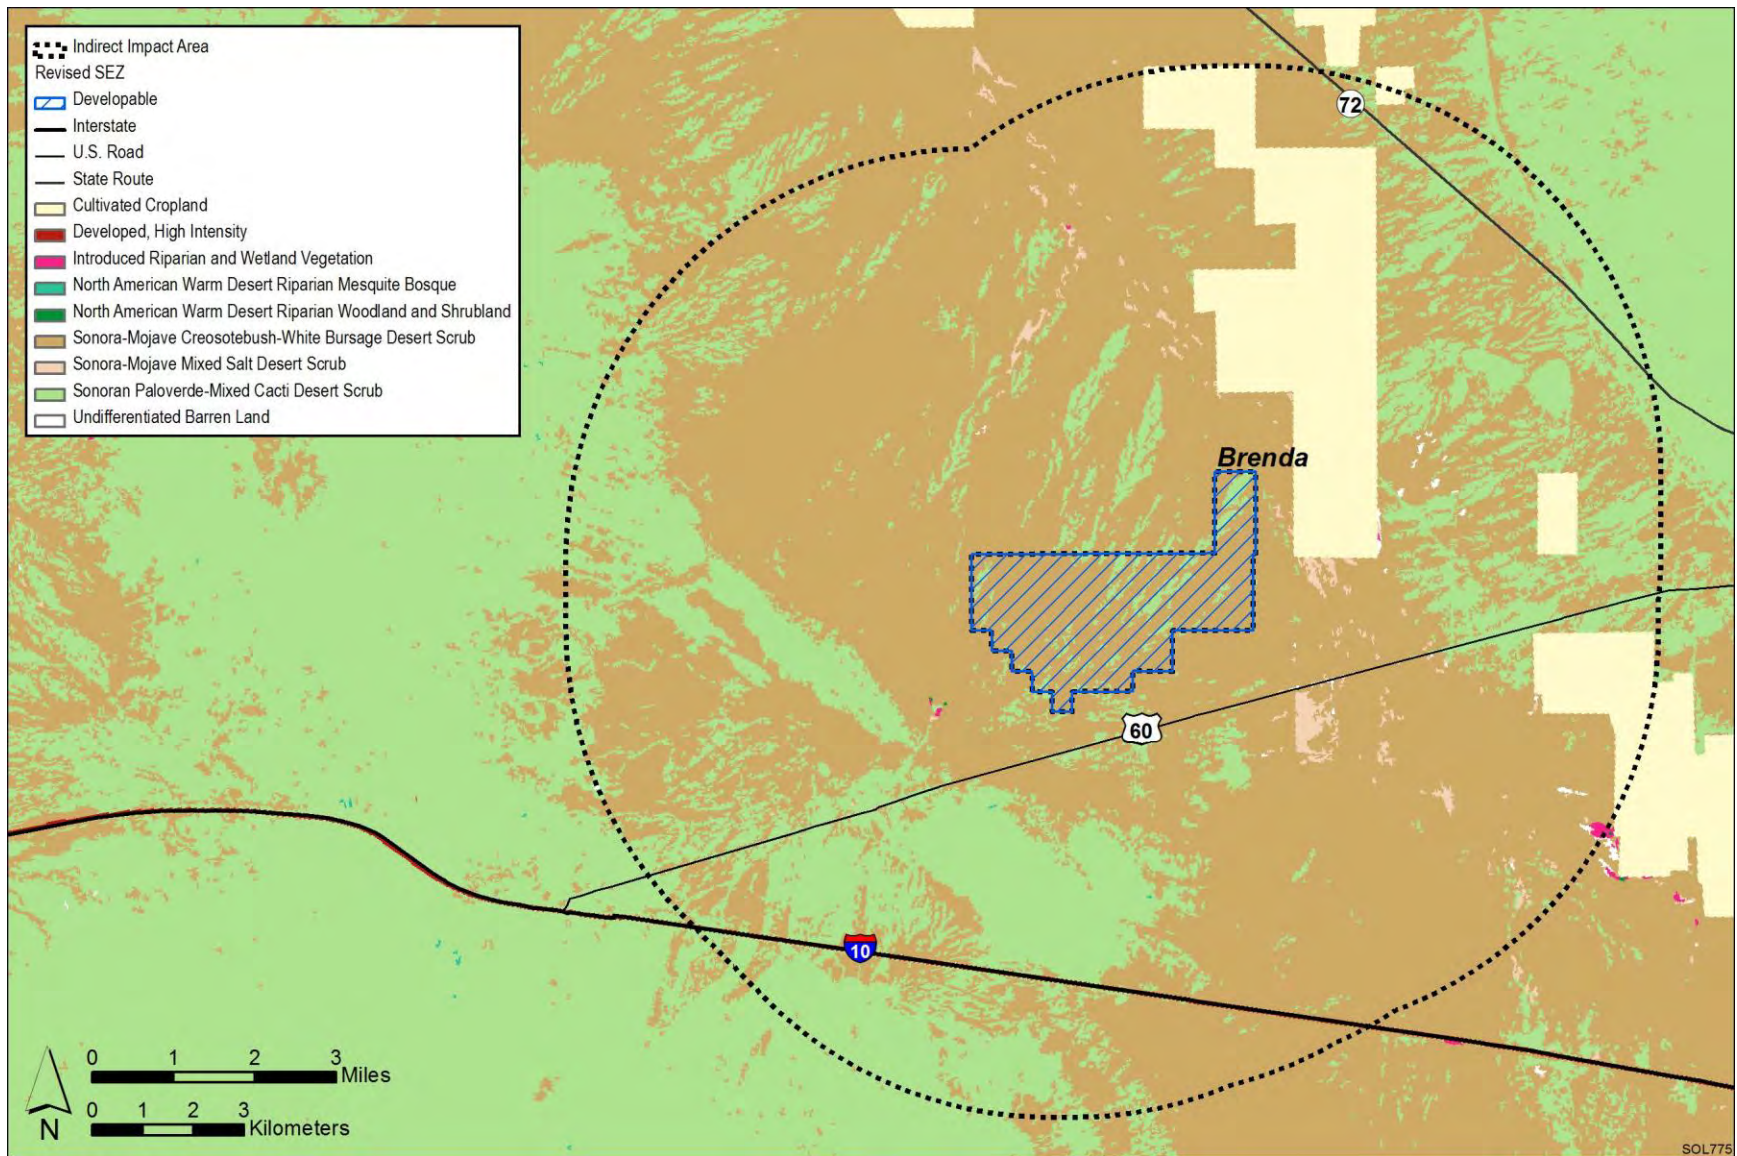 Indirect Impact Area
Revised SEZ
Developable
Interstate
U.S. Road
State Route
Cultivated Cropland
Developed, High Intensity
Introduced Riparian and Wetland Vegetation
North American Warm Desert Riparian Mesquite Bosque
North American Warm Desert Riparian Woodland and Shrubland
Sonora-Mojave Creosotebush-White Bursage Desert Scrub
Sonora-Mojave Mixed Salt Desert Scrub
Sonoran Paloverde-Mixed Cacti Desert Scrub
Undifferentiated Barren Land
72
Brenda
60
10
0 1 2 3
Miles
0 1 2 3
Kilometers
N
SOL775